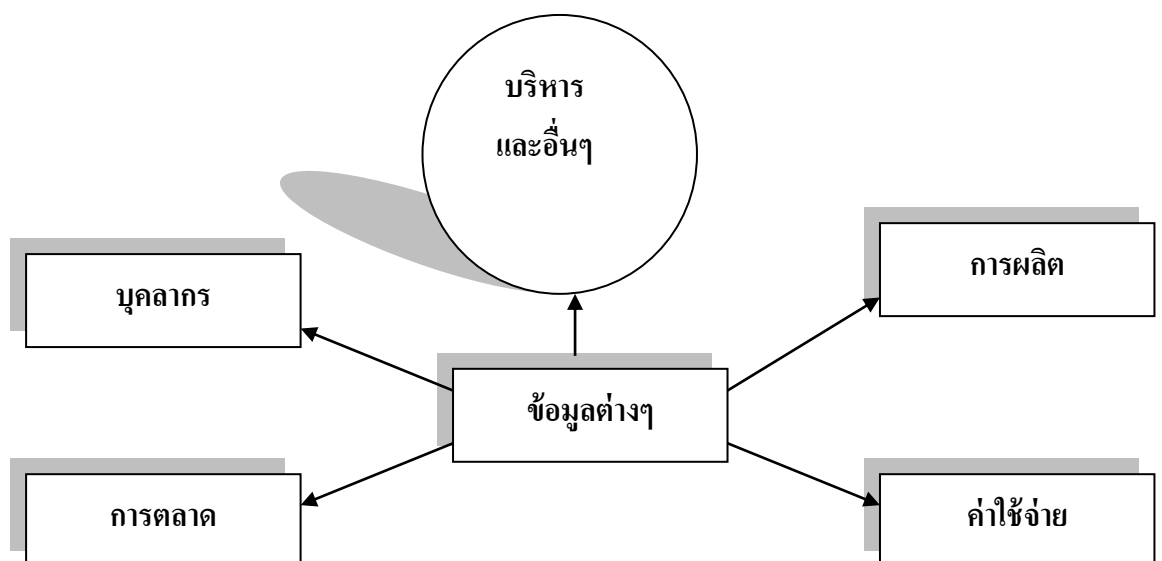 บริหาร
และอื่นๆ
การผลิต
บุคลากร
ข้อมูลต่างๆ
การตลาด
ค่าใช้จ่าย